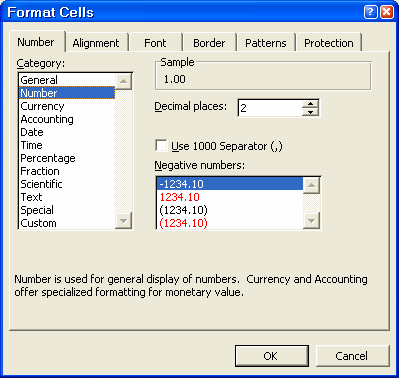 Format Cells
Number Alignment Font Border Patterns Protection
Category:
General
Number
Currency
Accounting
Date
Time
Percentage
Fraction
Scientific
Text
Special
Custom
Sample
1.00
Decimal places: 2
Use 1000 Separator (,)
Negative numbers:
-1234.10
1234.10
(1234.10)
(1234.10)
Number is used for general display of numbers. Currency and Accounting
offer specialized formatting for monetary value.
OK Cancel